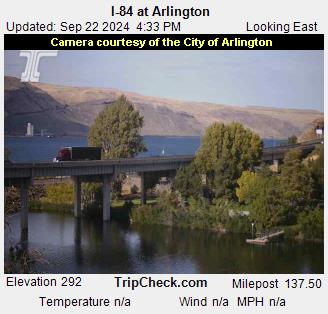 I-84 at Arlington
Updated: Sep 22 2024 4:33 PM Looking East
Camera courtesy of the City of Arlington
Elevation 292 TripCheck.com Milepost 137.50
Temperature n/a Wind n/a MPH n/a